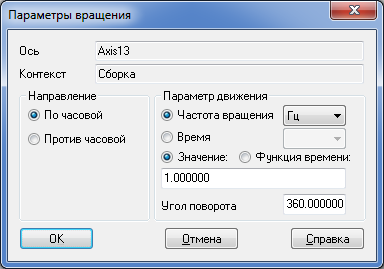 Параметры вращения
Ось Axis13
Контекст Сборка
Направление
По часовой
Против часовой
Параметр движения
Частота вращения Гц
Время
Значение: Функция времени:
1.000000
Угол поворота 360.000000
OK Отмена Справка